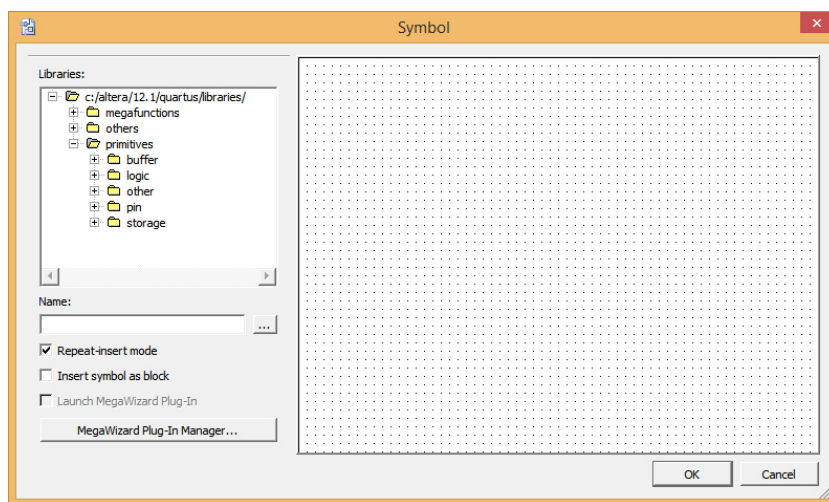 Symbol
Libraries:
c:/altera/12.1/quartus/libraries/
megafunctions
others
primitives
buffer
logic
other
pin
storage
Name:
...
Repeat-insert mode
Insert symbol as block
Launch MegaWizard Plug-In
MegaWizard Plug-In Manager...
OK Cancel